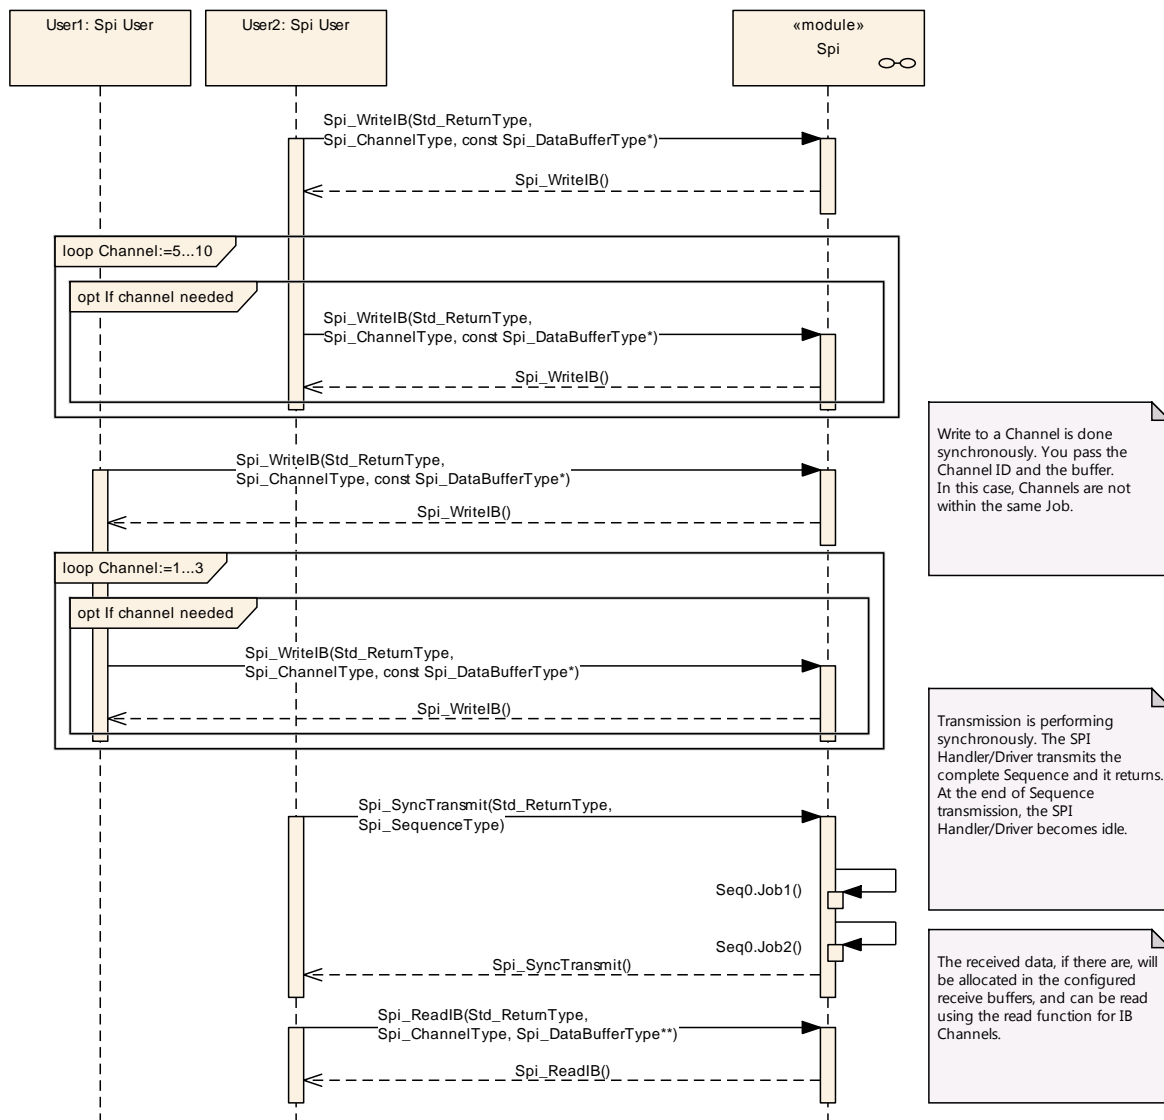 User1: Spi User
User2: Spi User
«module»
Spi
Spi_WriteIB(Std_ReturnType,
Spi_ChannelType, const Spi_DataBufferType*)
Spi_WriteIB()
loop Channel:=5...10
opt If channel needed
Spi_WriteIB(Std_ReturnType,
Spi_ChannelType, const Spi_DataBufferType*)
Spi_WriteIB()
Write to a Channel is done
synchronously. You pass the
Channel ID and the buffer.
In this case, Channels are not
within the same Job.
Spi_WriteIB(Std_ReturnType,
Spi_ChannelType, const Spi_DataBufferType*)
Spi_WriteIB()
loop Channel:=1...3
opt If channel needed
Spi_WriteIB(Std_ReturnType,
Spi_ChannelType, const Spi_DataBufferType*)
Spi_WriteIB()
Transmission is performing
synchronously. The SPI
Handler/Driver transmits the
complete Sequence and it returns.
At the end of Sequence
transmission, the SPI
Handler/Driver becomes idle.
Spi_SyncTransmit(Std_ReturnType,
Spi_SequenceType)
Seq0.Job1()
Seq0.Job2()
Spi_SyncTransmit()
The received data, if there are, will
be allocated in the configured
receive buffers, and can be read
using the read function for IB
Channels.
Spi_ReadIB(Std_ReturnType,
Spi_ChannelType, Spi_DataBufferType**)
Spi_ReadIB()